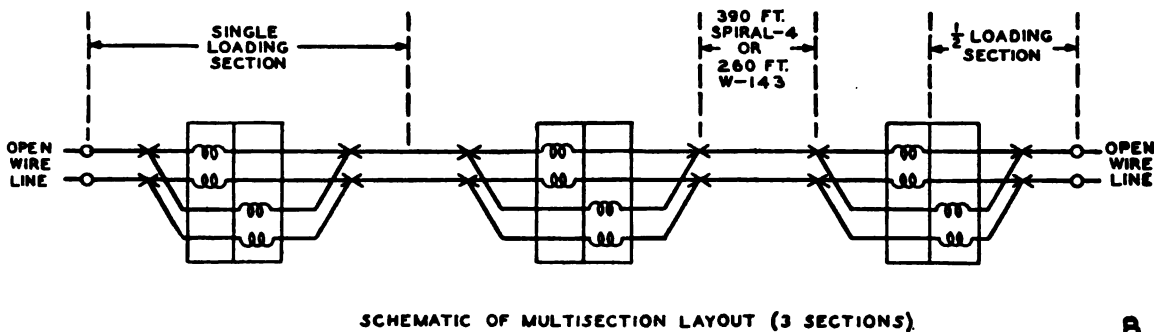 SINGLE
LOADING
SECTION
390 FT.
SPIRAL-4
OR
260 FT.
W-143
½ LOADING
SECTION
OPEN
WIRE
LINE
OPEN
WIRE
LINE
SCHEMATIC OF MULTISECTION LAYOUT (3 SECTIONS)
B